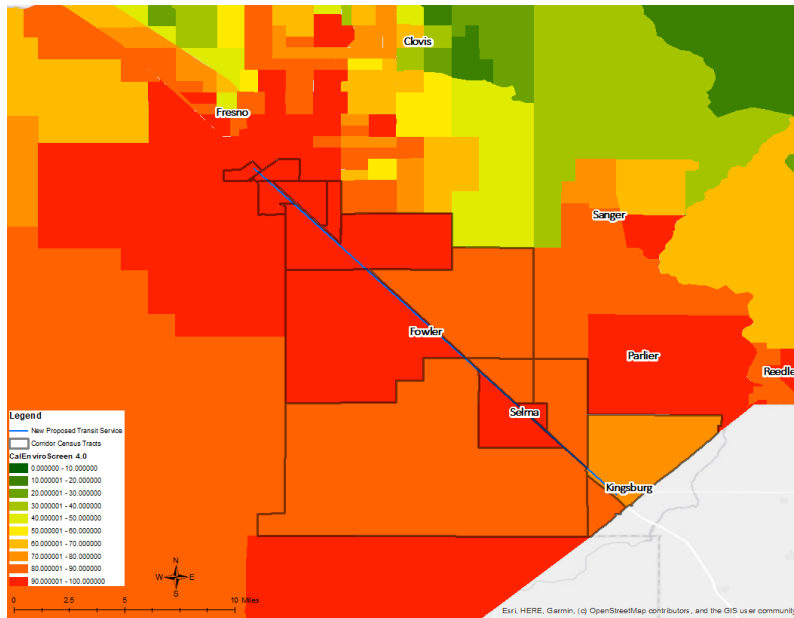 Clovis
Fresno
Sanger
Fowler
Parlier
Reedle
Selma
Kingsburg
Legend
New Proposed Transit Service
Corridor Census Tracts
CalEnviroScreen 4.0
0.000000 - 10.000000
10.000001 - 20.000000
20.000001 - 30.000000
30.000001 - 40.000000
40.000001 - 50.000000
50.000001 - 60.000000
60.000001 - 70.000000
70.000001 - 80.000000
80.000001 - 90.000000
90.000001 - 100.000000
N
W E
S
0 2.5 5 10 Miles
Esri, HERE, Garmin, (c) OpenStreetMap contributors, and the GIS user community